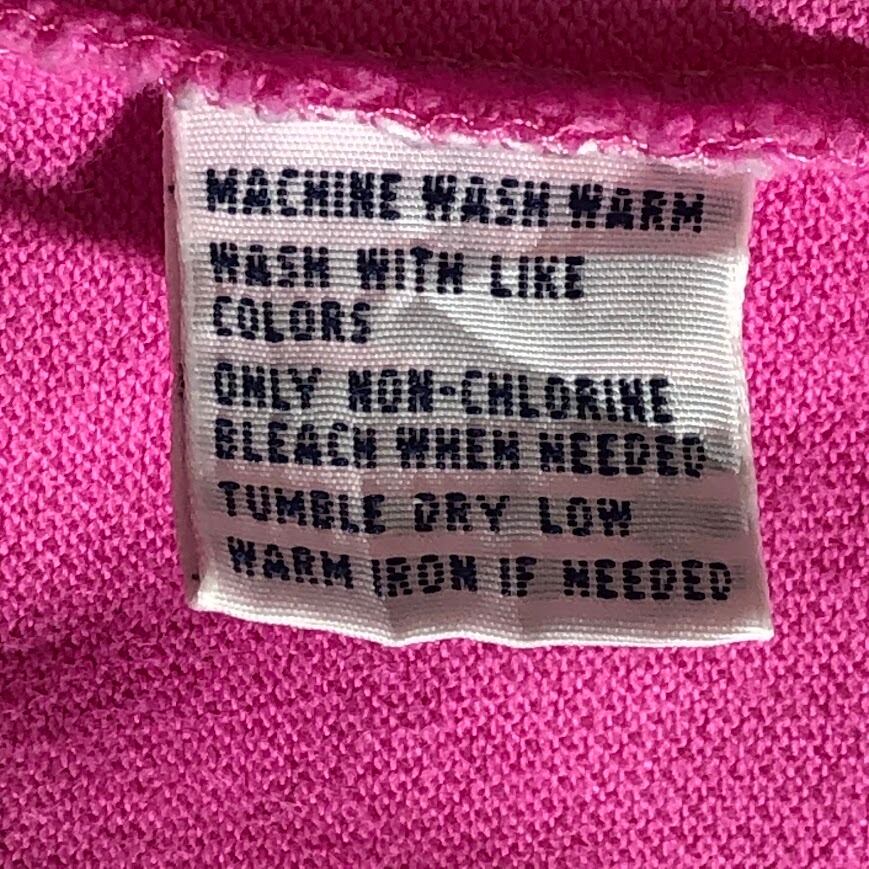 MACHINE WASH WARM
WASH WITH LIKE
COLORS
ONLY NON-CHLORINE
BLEACH WHEN NEEDED
TUMBLE DRY LOW
WARM IRON IF NEEDED